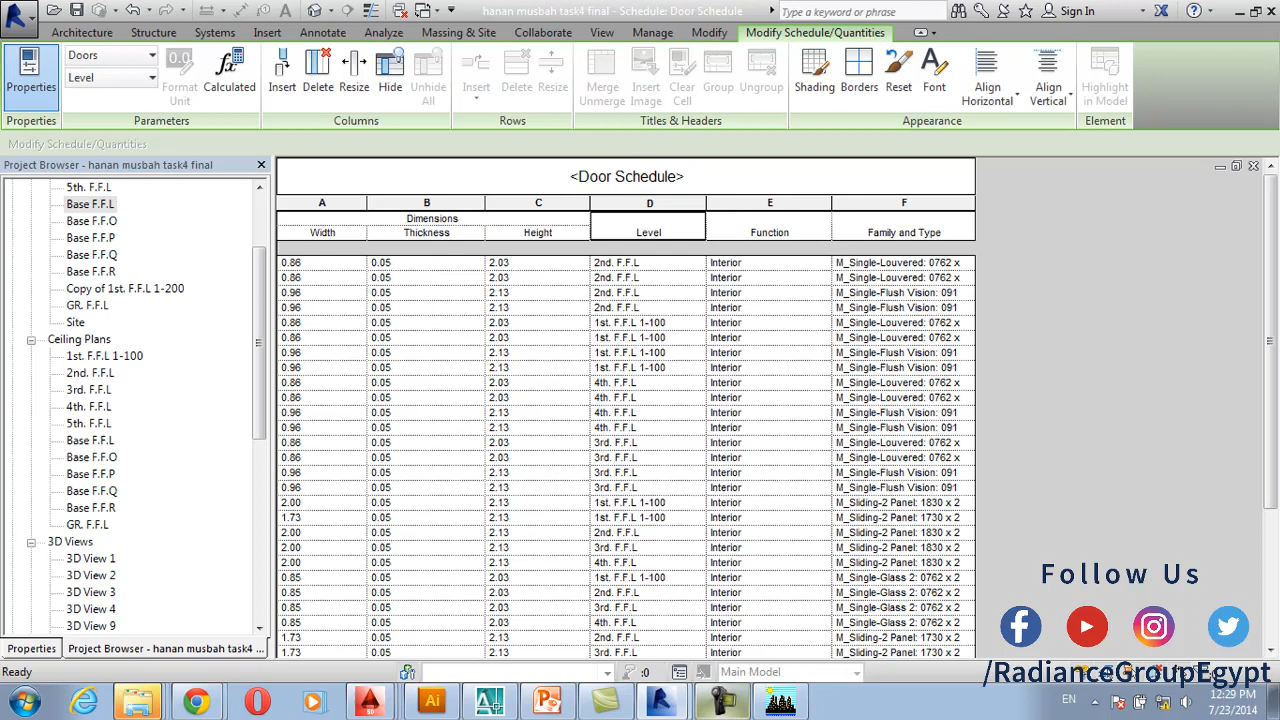 hanan musbah task4 final - Schedule: Door Schedule
Type a keyword or phrase
Sign In
Architecture Structure Systems Insert Annotate Analyze Massing & Site Collaborate View Manage Modify Modify Schedule/Quantities
Properties
Doors
Level
Format Unit
Calculated
Insert Delete Resize Hide Unhide All
Insert Delete Resize
Merge Unmerge Insert Image Clear Cell Group Ungroup
Shading Borders Reset Font Align Horizontal Align Vertical
Highlight in Model
Properties Parameters Columns Rows Titles & Headers Appearance Element
Modify Schedule/Quantities
Project Browser - hanan musbah task4 final
5th. F.F.L
Base F.F.L
Base F.F.O
Base F.F.P
Base F.F.Q
Base F.F.R
Copy of 1st. F.F.L 1-200
GR. F.F.L
Site
Ceiling Plans
1st. F.F.L 1-100
2nd. F.F.L
3rd. F.F.L
4th. F.F.L
5th. F.F.L
Base F.F.L
Base F.F.O
Base F.F.P
Base F.F.Q
Base F.F.R
GR. F.F.L
3D Views
3D View 1
3D View 2
3D View 3
3D View 4
3D View 9
Properties
Project Browser - hanan musbah task4 ...
<Door Schedule>
A B C D E F
Dimensions
Width Thickness Height Level Function Family and Type
0.86 0.05 2.03 2nd. F.F.L Interior M_Single-Louvered: 0762 x
0.86 0.05 2.03 2nd. F.F.L Interior M_Single-Louvered: 0762 x
0.96 0.05 2.13 2nd. F.F.L Interior M_Single-Flush Vision: 091
0.96 0.05 2.13 2nd. F.F.L Interior M_Single-Flush Vision: 091
0.86 0.05 2.03 1st. F.F.L 1-100 Interior M_Single-Louvered: 0762 x
0.86 0.05 2.03 1st. F.F.L 1-100 Interior M_Single-Louvered: 0762 x
0.96 0.05 2.13 1st. F.F.L 1-100 Interior M_Single-Flush Vision: 091
0.96 0.05 2.13 1st. F.F.L 1-100 Interior M_Single-Flush Vision: 091
0.86 0.05 2.03 4th. F.F.L Interior M_Single-Louvered: 0762 x
0.86 0.05 2.03 4th. F.F.L Interior M_Single-Louvered: 0762 x
0.96 0.05 2.13 4th. F.F.L Interior M_Single-Flush Vision: 091
0.96 0.05 2.13 4th. F.F.L Interior M_Single-Flush Vision: 091
0.86 0.05 2.03 3rd. F.F.L Interior M_Single-Louvered: 0762 x
0.86 0.05 2.03 3rd. F.F.L Interior M_Single-Louvered: 0762 x
0.96 0.05 2.13 3rd. F.F.L Interior M_Single-Flush Vision: 091
0.96 0.05 2.13 3rd. F.F.L Interior M_Single-Flush Vision: 091
2.00 0.05 2.13 1st. F.F.L 1-100 Interior M_Sliding-2 Panel: 1830 x 2
1.73 0.05 2.13 1st. F.F.L 1-100 Interior M_Sliding-2 Panel: 1730 x 2
2.00 0.05 2.13 2nd. F.F.L Interior M_Sliding-2 Panel: 1830 x 2
2.00 0.05 2.13 3rd. F.F.L Interior M_Sliding-2 Panel: 1830 x 2
2.00 0.05 2.13 4th. F.F.L Interior M_Sliding-2 Panel: 1830 x 2
0.85 0.05 2.03 1st. F.F.L 1-100 Interior M_Single-Glass 2: 0762 x 2
0.85 0.05 2.03 2nd. F.F.L Interior M_Single-Glass 2: 0762 x 2
0.85 0.05 2.03 3rd. F.F.L Interior M_Single-Glass 2: 0762 x 2
0.85 0.05 2.03 4th. F.F.L Interior M_Single-Glass 2: 0762 x 2
1.73 0.05 2.13 2nd. F.F.L Interior M_Sliding-2 Panel: 1730 x 2
1.73 0.05 2.13 3rd. F.F.L Interior M_Sliding-2 Panel: 1730 x 2
Follow Us
/RadianceGroupEgypt
Ready
:0
Main Model
EN
12:29 PM
7/23/2014